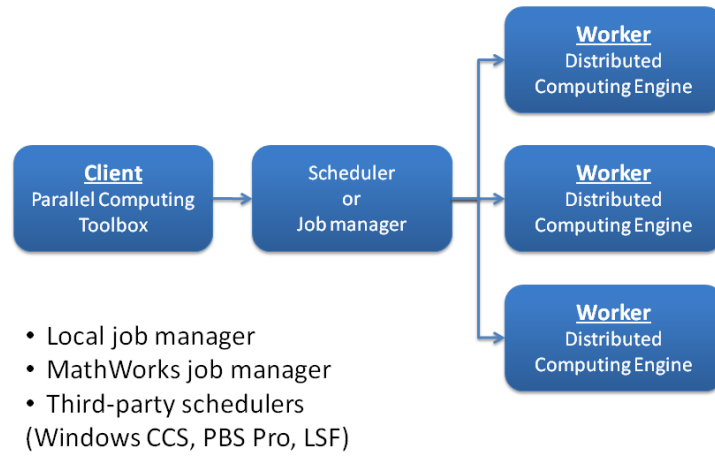 Worker
Distributed
Computing Engine
Client
Parallel Computing
Toolbox
Scheduler
or
Job manager
Worker
Distributed
Computing Engine
Worker
Distributed
Computing Engine
• Local job manager
• MathWorks job manager
• Third-party schedulers
(Windows CCS, PBS Pro, LSF)